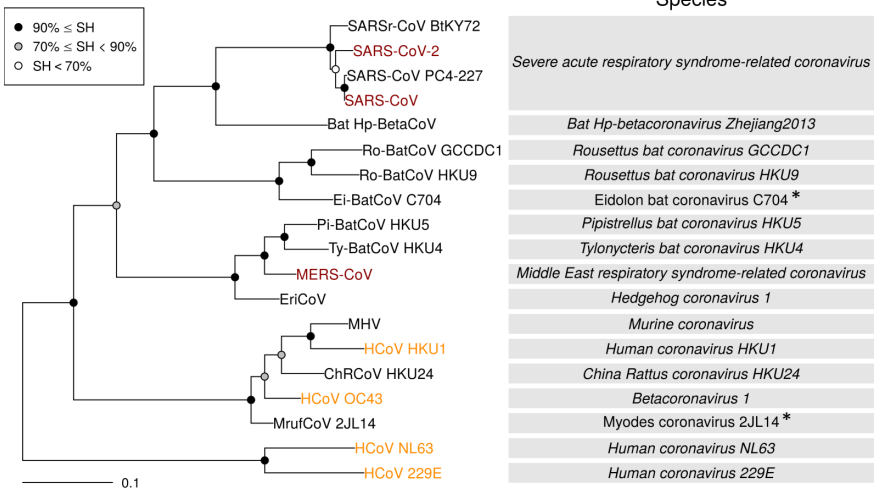 Species
90% ≤ SH
70% ≤ SH < 90%
SH < 70%
SARSr-CoV BtKY72
SARS-CoV-2
SARS-CoV PC4-227
SARS-CoV
Severe acute respiratory syndrome-related coronavirus
Bat Hp-BetaCoV Bat Hp-betacoronavirus Zhejiang2013
Ro-BatCoV GCCDC1 Rousettus bat coronavirus GCCDC1
Ro-BatCoV HKU9 Rousettus bat coronavirus HKU9
Ei-BatCoV C704 Eidolon bat coronavirus C704 *
Pi-BatCoV HKU5 Pipistrellus bat coronavirus HKU5
Ty-BatCoV HKU4 Tylonycteris bat coronavirus HKU4
MERS-CoV Middle East respiratory syndrome-related coronavirus
EriCoV Hedgehog coronavirus 1
MHV Murine coronavirus
HCoV HKU1 Human coronavirus HKU1
ChRCoV HKU24 China Rattus coronavirus HKU24
HCoV OC43 Betacoronavirus 1
MrufCoV 2JL14 Myodes coronavirus 2JL14 *
HCoV NL63 Human coronavirus NL63
HCoV 229E Human coronavirus 229E
0.1